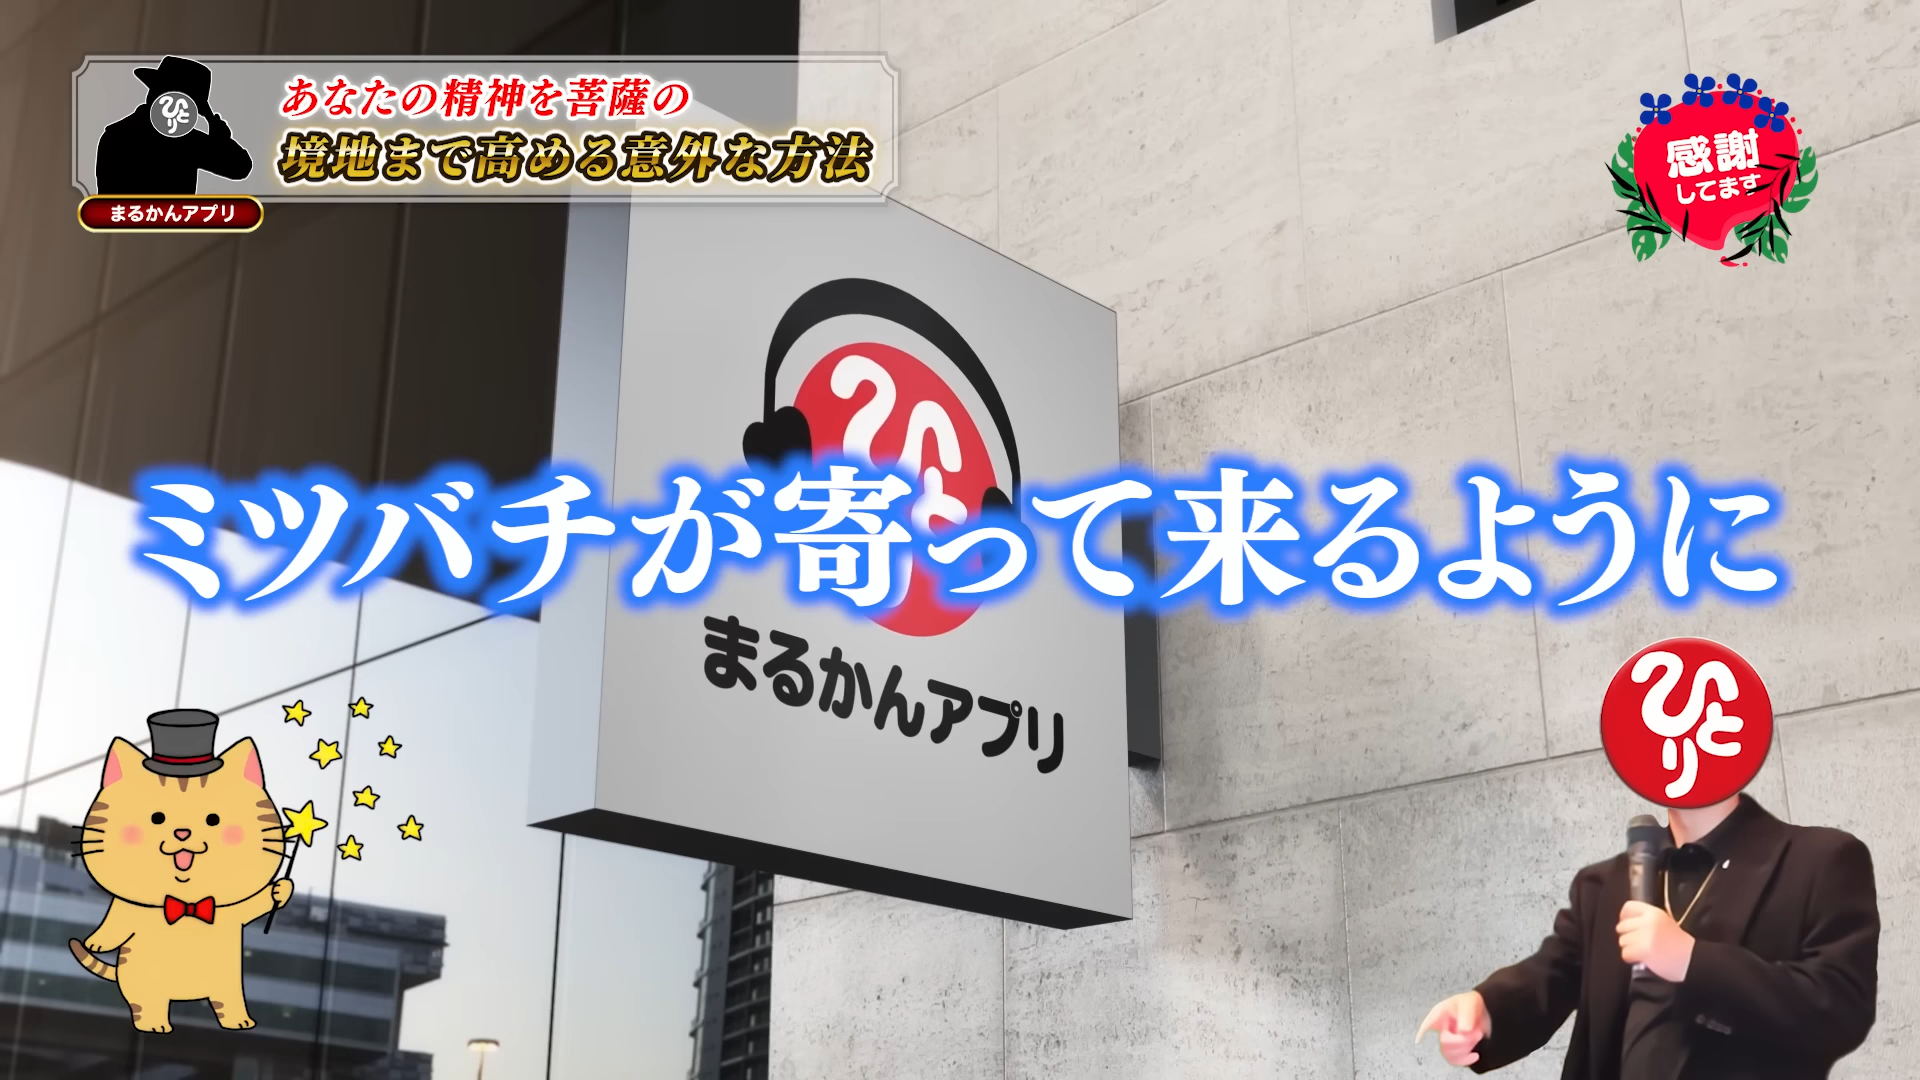 あなたの精神を菩薩の
境地まで高める意外な方法
ひとり
まるかんアプリ
感謝
してます
ミツバチが寄って来るように
ひとり
まるかんアプリ
ひとり